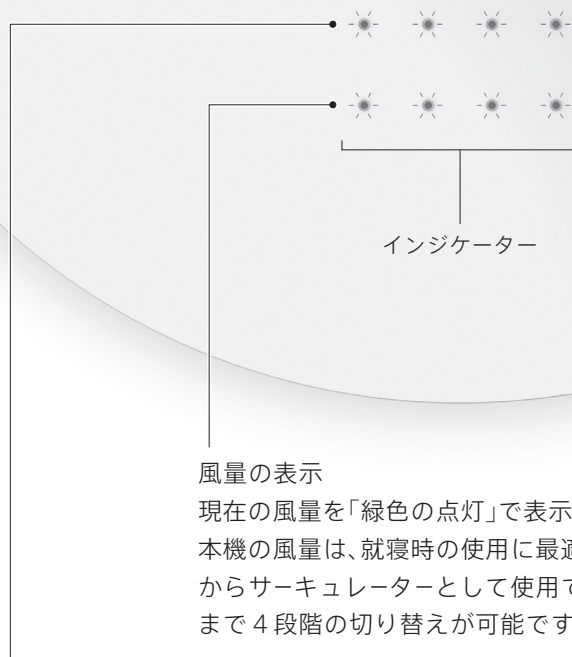 インジケーター
風量の表示
現在の風量を「緑色の点灯」で表示
本機の風量は、就寝時の使用に最適
からサーキュレーターとして使用で
まで4段階の切り替えが可能です